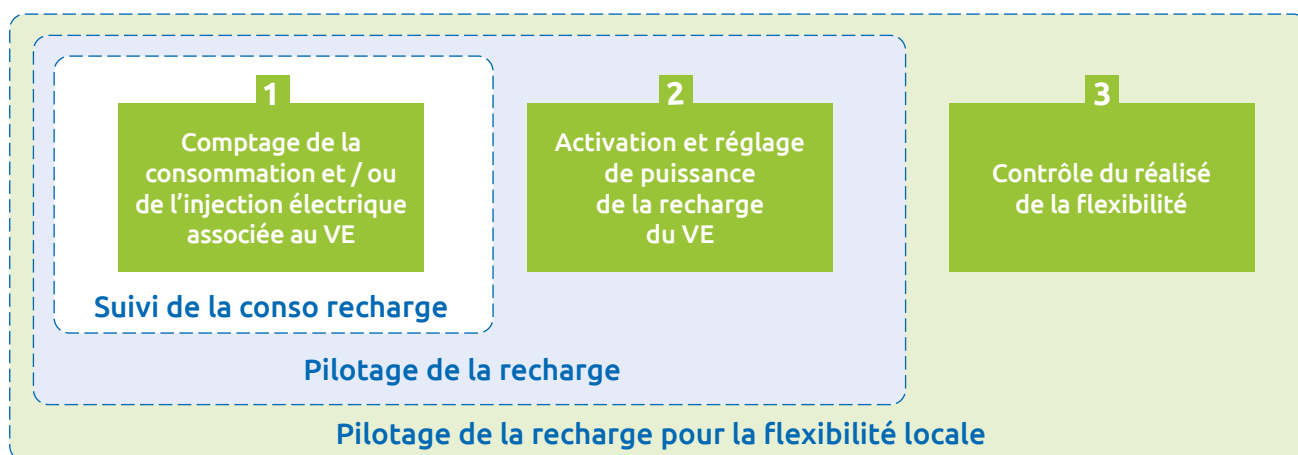 1
Comptage de la
consommation et / ou
de l'injection électrique
associée au VE
2
Activation et réglage
de puissance
de la recharge
du VE
3
Contrôle du réalisé
de la flexibilité
Suivi de la conso recharge
Pilotage de la recharge
Pilotage de la recharge pour la flexibilité locale